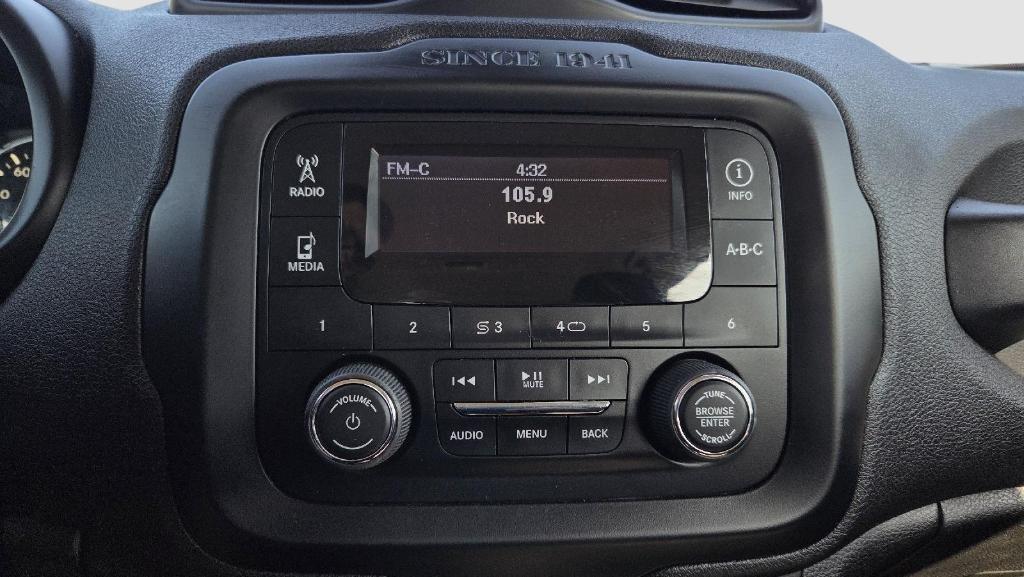 SINCE 1941
FM-C 4:32
105.9
Rock
RADIO
MEDIA
i
INFO
A·B·C
1 2 3 4 5 6
VOLUME
MUTE
AUDIO MENU BACK
TUNE
BROWSE
ENTER
SCROLL
60